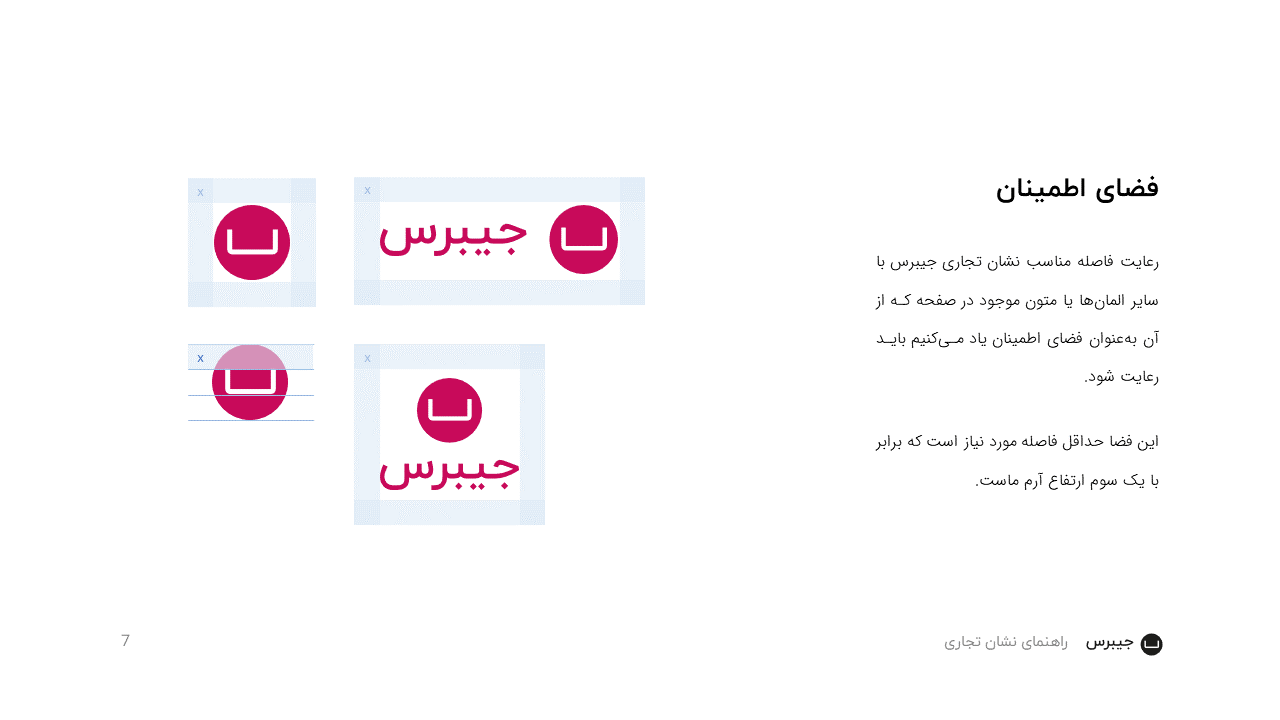 فضای اطمینان
رعایت فاصله مناسب نشان تجاری جیبرس با
سایر المان‌ها یا متون موجود در صفحه کـه از
آن به‌عنوان فضای اطمینان یاد مـی‌کنیم بایـد
رعایت شود.
این فضا حداقل فاصله مورد نیاز است که برابر
با یک سوم ارتفاع آرم ماست.
x
جیبرس
x
x
جیبرس
x
جیبرس راهنمای نشان تجاری
7